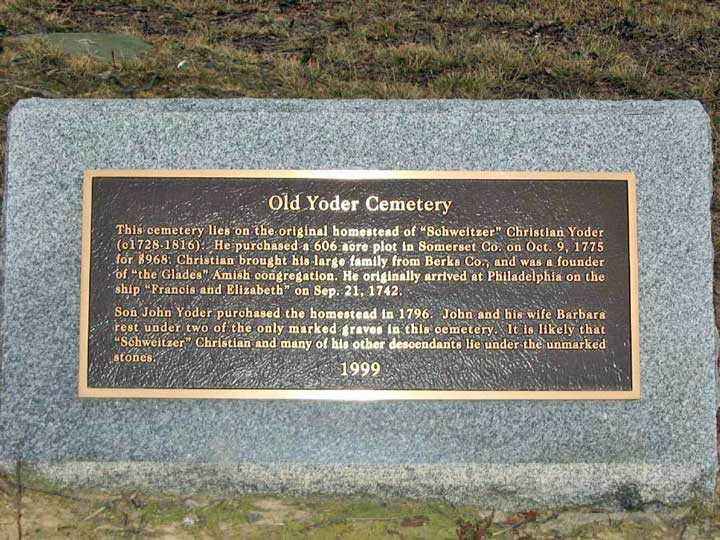 Old Yoder Cemetery
This cemetery lies on the original homestead of "Schweitzer" Christian Yoder
(c1728-1816). He purchased a 606 acre plot in Somerset Co. on Oct. 9, 1775
for $968. Christian brought his large family from Berks Co., and was a founder
of "the Glades" Amish congregation. He originally arrived at Philadelphia on the
ship "Francis and Elizabeth" on Sep. 21, 1742.
Son John Yoder purchased the homestead in 1796. John and his wife Barbara
rest under two of the only marked graves in this cemetery. It is likely that
"Schweitzer" Christian and many of his other descendants lie under the unmarked
stones.
1999